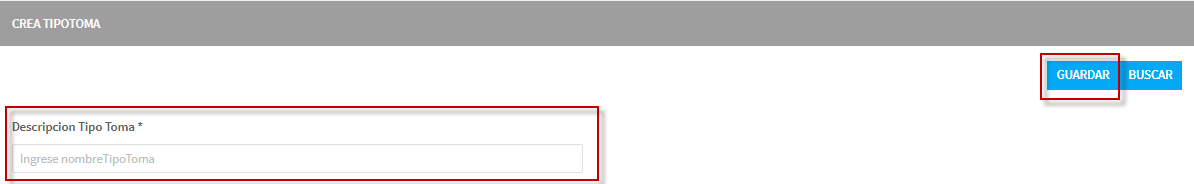 CREA TIPOTOMA
GUARDAR BUSCAR
Descripcion Tipo Toma *
Ingrese nombreTipoToma